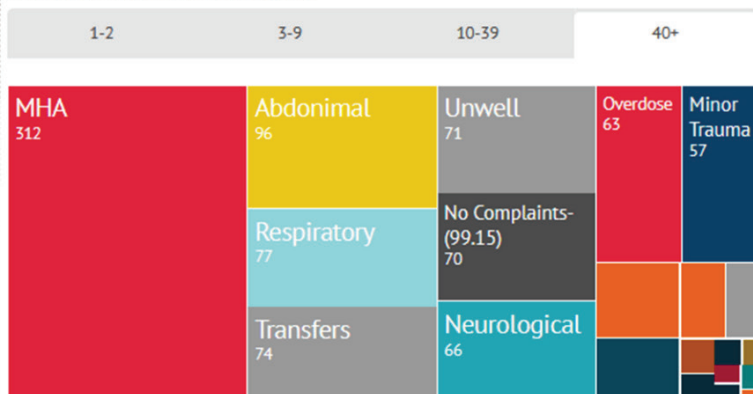 1-2
3-9
10-39
40+
MHA
312
Abdonimal
96
Respiratory
77
Transfers
74
Unwell
71
No Complaints-
(99.15)
70
Neurological
66
Overdose
63
Minor
Trauma
57